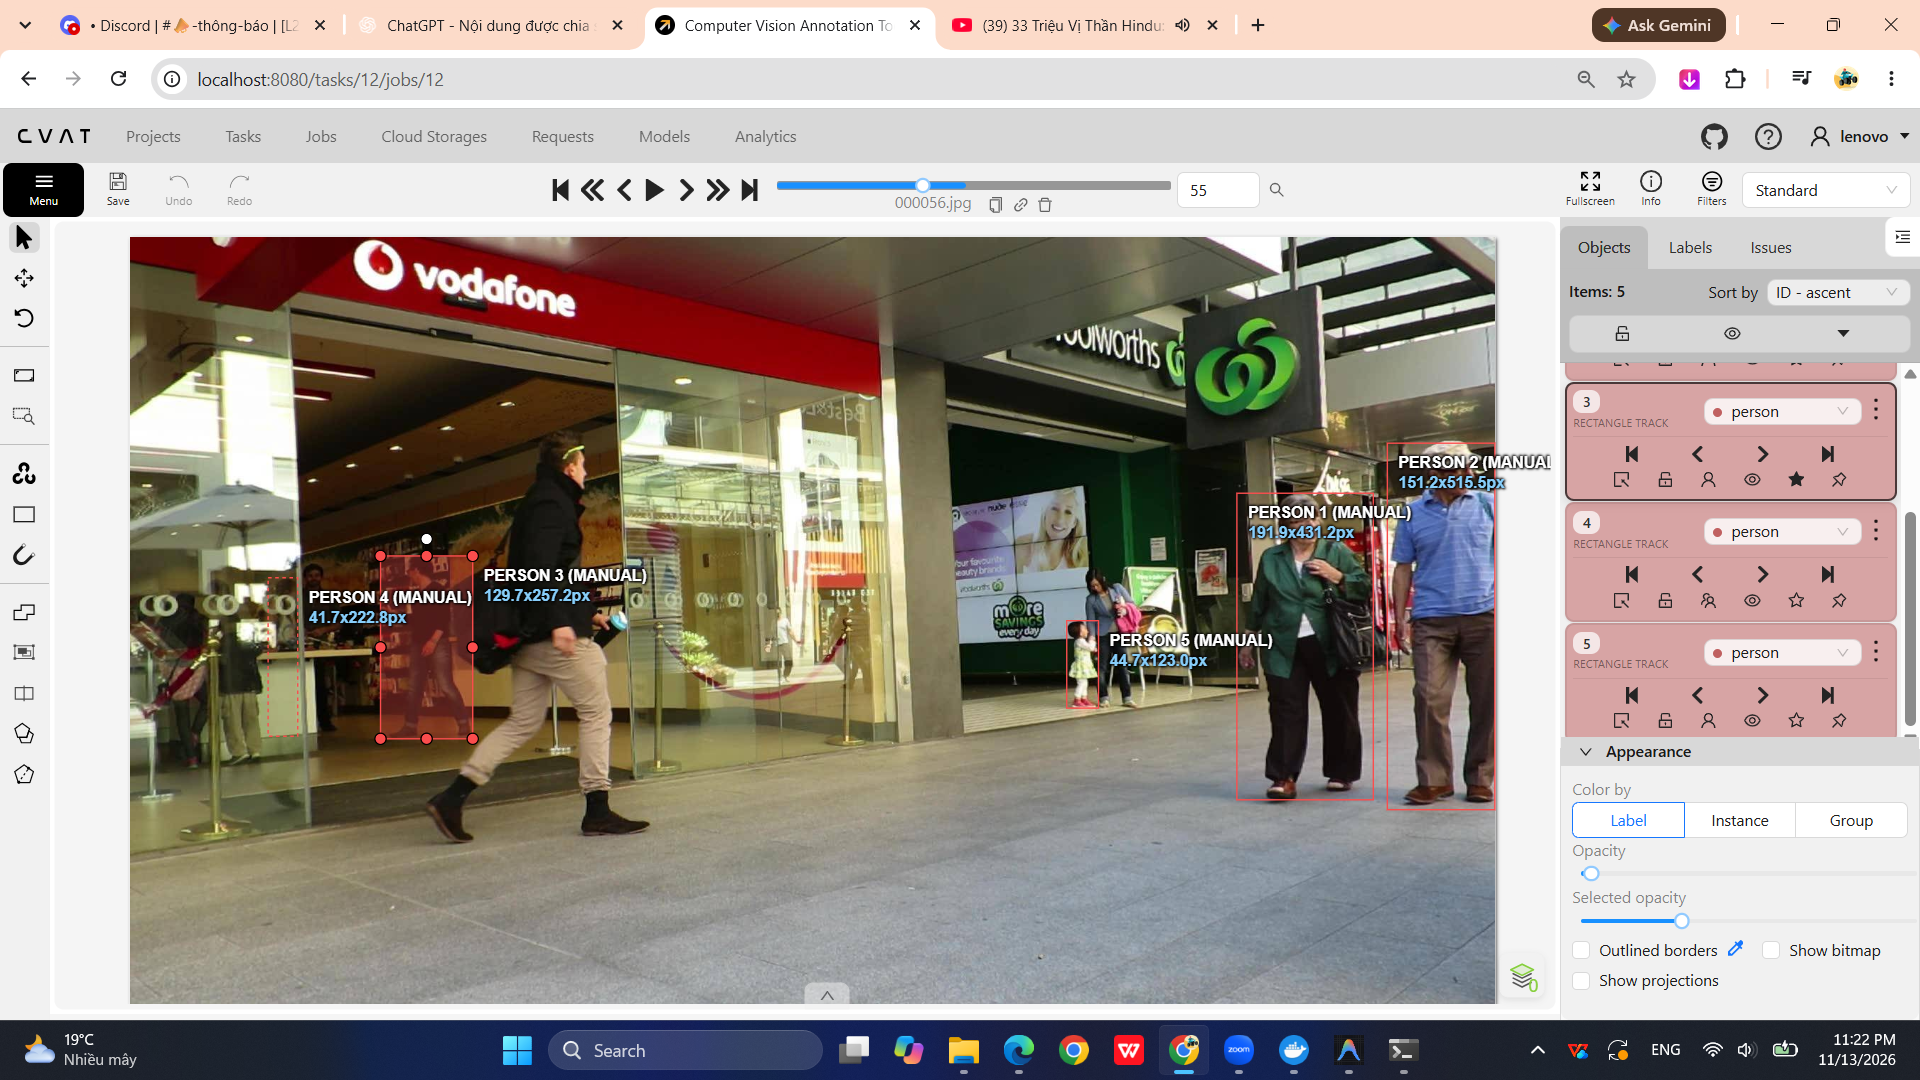 • Discord | #📣-thông-báo | [L2
ChatGPT - Nội dung được chia s
Computer Vision Annotation To
(39) 33 Triệu Vị Thần Hindu:
Ask Gemini
localhost:8080/tasks/12/jobs/12
CVAT
Projects
Tasks
Jobs
Cloud Storages
Requests
Models
Analytics
lenovo
Menu
Save
Undo
Redo
000056.jpg
55
Fullscreen
Info
Filters
Standard
Objects
Labels
Issues
Items: 5
Sort by
ID - ascent
vodafone
oolworths
PERSON 2 (MANUAL
151.2x515.5px
PERSON 1 (MANUAL)
191.9x431.2px
PERSON 3 (MANUAL)
129.7x257.2px
PERSON 4 (MANUAL)
41.7x222.8px
PERSON 5 (MANUAL)
44.7x123.0px
more
SAVINGS
every day
3
person
RECTANGLE TRACK
4
person
RECTANGLE TRACK
5
person
RECTANGLE TRACK
Appearance
Color by
Label
Instance
Group
Opacity
Selected opacity
Outlined borders
Show bitmap
Show projections
0
19°C
Nhiều mây
Search
zoom
ENG
11:22 PM
11/13/2026